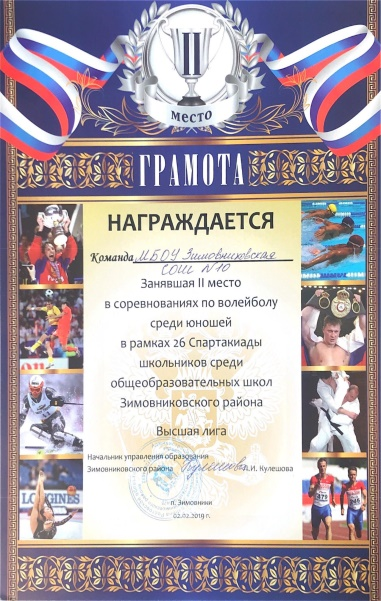 II
место
ГРАМОТА
НАГРАЖДАЕТСЯ
Команда МБОУ Зимовниковская
СОШ №10
Занявшая II место
в соревнованиях по волейболу
среди юношей
в рамках 26 Спартакиады
школьников среди
общеобразовательных школ
Зимовниковского района
Высшая лига
Начальник управления образования
Зимовниковского района Л.И. Кулешова
п. Зимовники
02.02.2019 г.
LONGINES